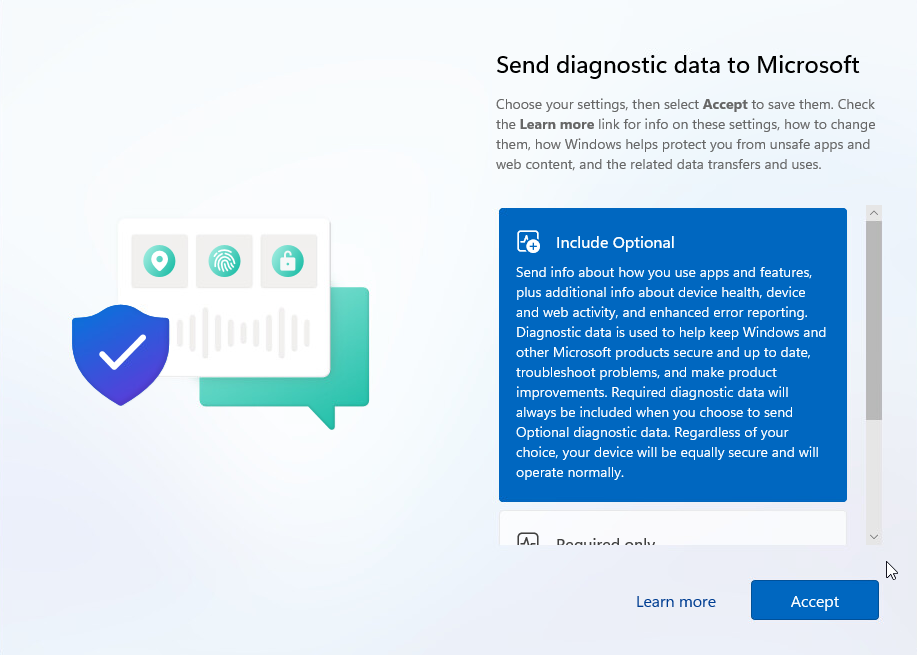 Send diagnostic data to Microsoft
Choose your settings, then select Accept to save them. Check
the Learn more link for info on these settings, how to change
them, how Windows helps protect you from unsafe apps and
web content, and the related data transfers and uses.
Include Optional
Send info about how you use apps and features,
plus additional info about device health, device
and web activity, and enhanced error reporting.
Diagnostic data is used to help keep Windows and
other Microsoft products secure and up to date,
troubleshoot problems, and make product
improvements. Required diagnostic data will
always be included when you choose to send
Optional diagnostic data. Regardless of your
choice, your device will be equally secure and will
operate normally.
Required only
Learn more
Accept